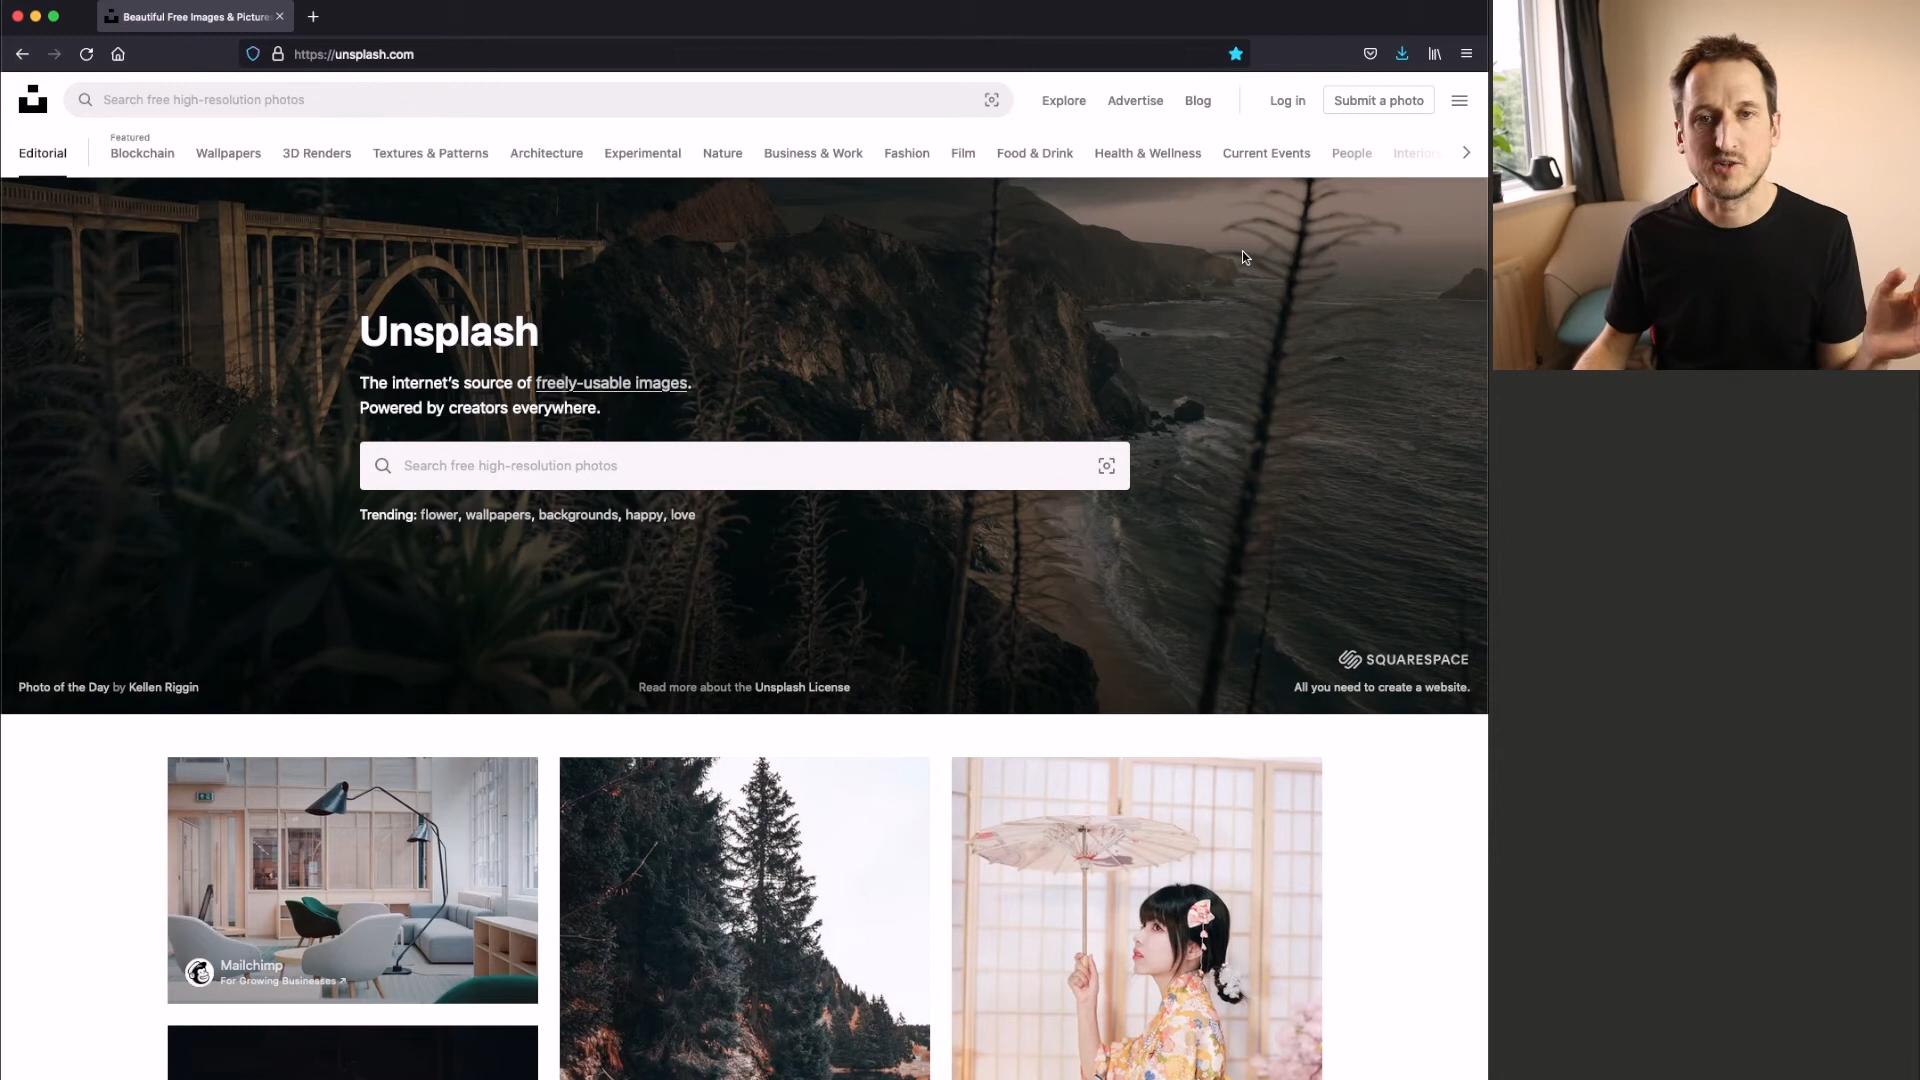 Beautiful Free Images & Picture
https://unsplash.com
Search free high-resolution photos
Explore
Advertise
Blog
Log in
Submit a photo
Editorial
Featured
Blockchain
Wallpapers
3D Renders
Textures & Patterns
Architecture
Experimental
Nature
Business & Work
Fashion
Film
Food & Drink
Health & Wellness
Current Events
People
Interiors
Unsplash
The internet’s source of freely-usable images.
Powered by creators everywhere.
Search free high-resolution photos
Trending: flower, wallpapers, backgrounds, happy, love
SQUARESPACE
Photo of the Day by Kellen Riggin
Read more about the Unsplash License
All you need to create a website.
Mailchimp
For Growing Businesses ↗